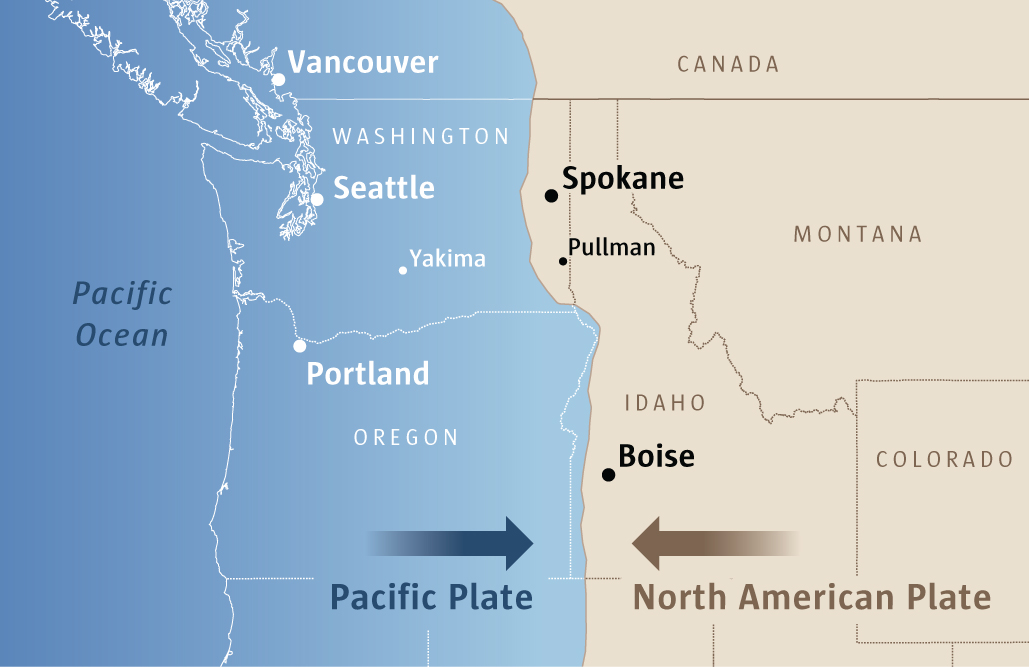 Vancouver
CANADA
WASHINGTON
Spokane
Seattle
MONTANA
Pullman
Yakima
Pacific
Ocean
Portland
IDAHO
OREGON
Boise
COLORADO
Pacific Plate
North American Plate